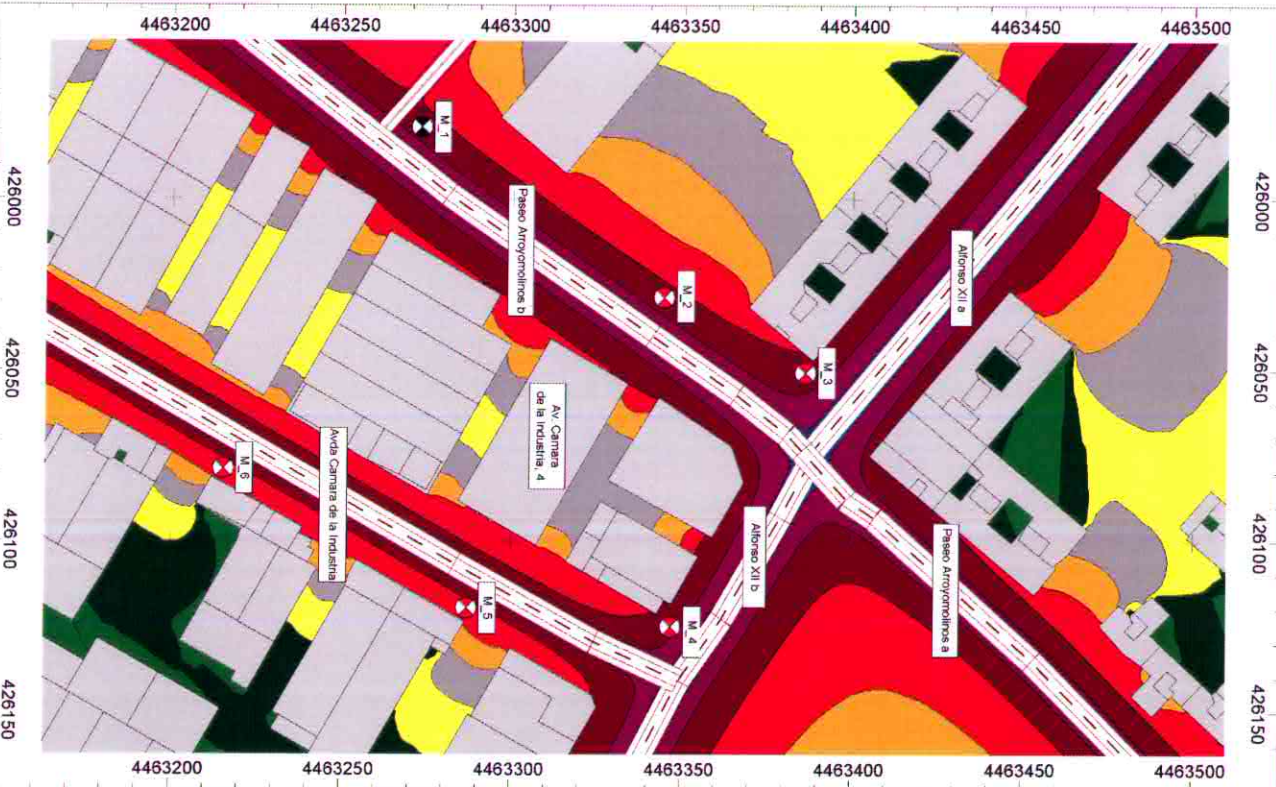 4463200 4463250 4463300 4463350 4463400 4463450 4463500
426000
426050
426100
426150
426000
426050
426100
426150
M_1
Paseo Arroyomolinos b
M_2
Alfonso XII a
M_3
Av. Camara
de la Industria, 4
Avda Camara de la Industria
M_6
Alfonso XII b
Paseo Arroyomolinos a
M_5
M_4
4463200 4463250 4463300 4463350 4463400 4463450 4463500